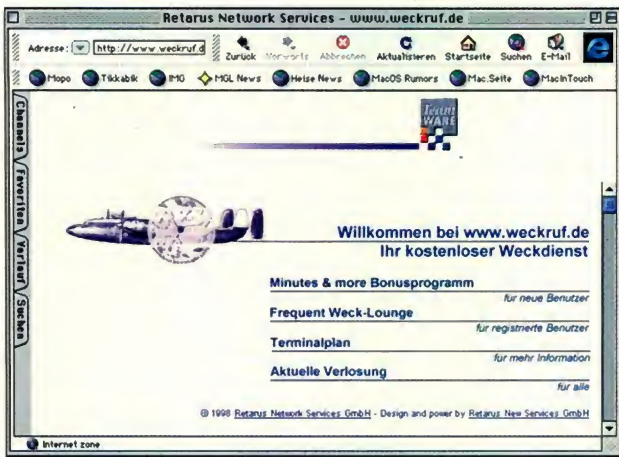 Retarus Network Services – www.weckruf.de
Adresse: http://www.weckruf.d
Zurück Vorwärts Abbrechen Aktualisieren Startseite Suchen E-Mail
Mopo Tikkabik IMG MGL News Heise News MacOS Rumors Mac.Seite MacInTouch
Channels
Favoriten
Verlauf
Suchen
Team
WARE
Willkommen bei www.weckruf.de
Ihr kostenloser Weckdienst
Minutes & more Bonusprogramm
für neue Benutzer
Frequent Weck-Lounge
für registrierte Benutzer
Terminalplan
für mehr Information
Aktuelle Verlosung
für alle
© 1998 Retarus Network Services GmbH - Design and power by Retarus New Services GmbH
Internet zone